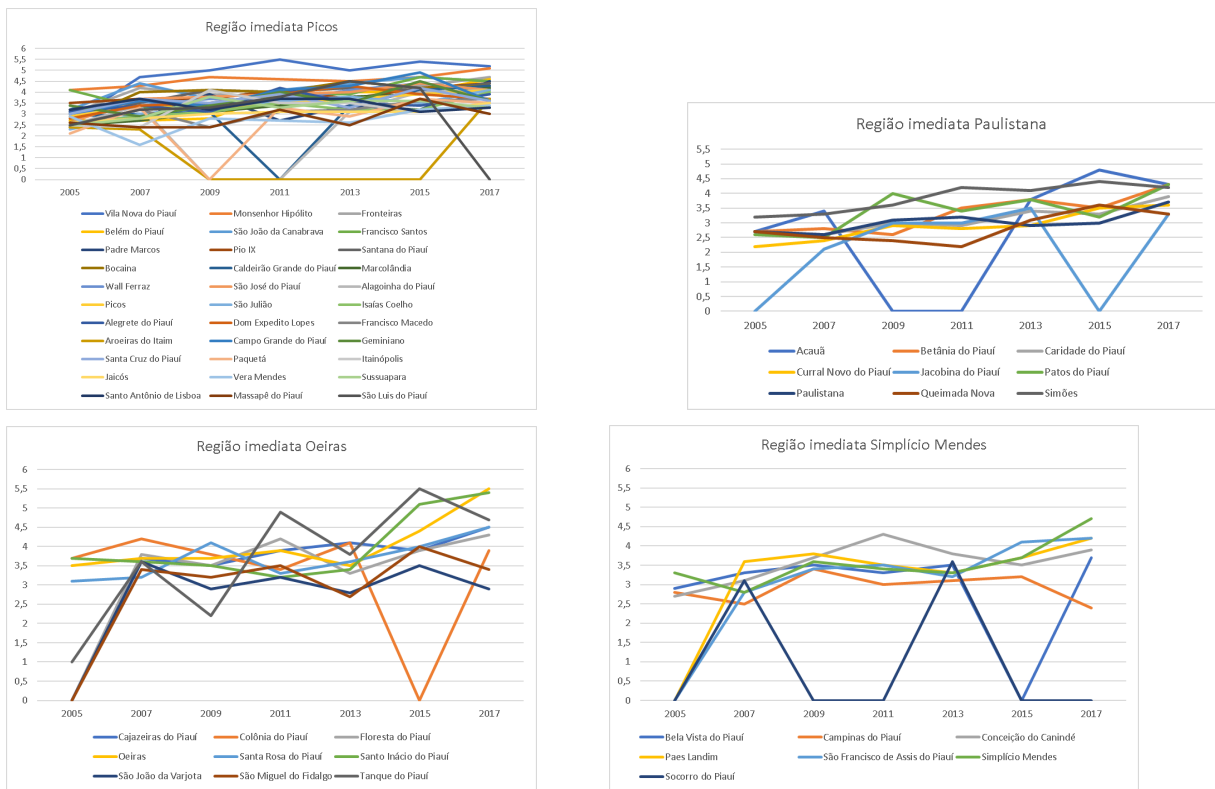 Região imediata Picos
6
5,5
5
4,5
4
3,5
3
2,5
2
1,5
1
0,5
0
2005 2007 2009 2011 2013 2015 2017
Vila Nova do Piauí Monsenhor Hipólito Fronteiras
Belém do Piauí São João da Canabrava Francisco Santos
Padre Marcos Pio IX Santana do Piauí
Bocaina Caldeirão Grande do Piauí Marcolândia
Wall Ferraz São José do Piauí Alagoinha do Piauí
Picos São Julião Isaías Coelho
Alegrete do Piauí Dom Expedito Lopes Francisco Macedo
Aroeiras do Itaim Campo Grande do Piauí Geminiano
Santa Cruz do Piauí Paquetá Itainópolis
Jaicós Vera Mendes Sussuapara
Santo Antônio de Lisboa Massapê do Piauí São Luis do Piauí
Região imediata Paulistana
5,5
5
4,5
4
3,5
3
2,5
2
1,5
1
0,5
0
2005 2007 2009 2011 2013 2015 2017
Acauã Betânia do Piauí Caridade do Piauí
Curral Novo do Piauí Jacobina do Piauí Patos do Piauí
Paulistana Queimada Nova Simões
Região imediata Oeiras
6
5,5
5
4,5
4
3,5
3
2,5
2
1,5
1
0,5
0
2005 2007 2009 2011 2013 2015 2017
Cajazeiras do Piauí Colônia do Piauí Floresta do Piauí
Oeiras Santa Rosa do Piauí Santo Inácio do Piauí
São João da Varjota São Miguel do Fidalgo Tanque do Piauí
Região imediata Simplício Mendes
6
5,5
5
4,5
4
3,5
3
2,5
2
1,5
1
0,5
0
2005 2007 2009 2011 2013 2015 2017
Bela Vista do Piauí Campinas do Piauí Conceição do Canindé
Paes Landim São Francisco de Assis do Piauí Simplício Mendes
Socorro do Piauí